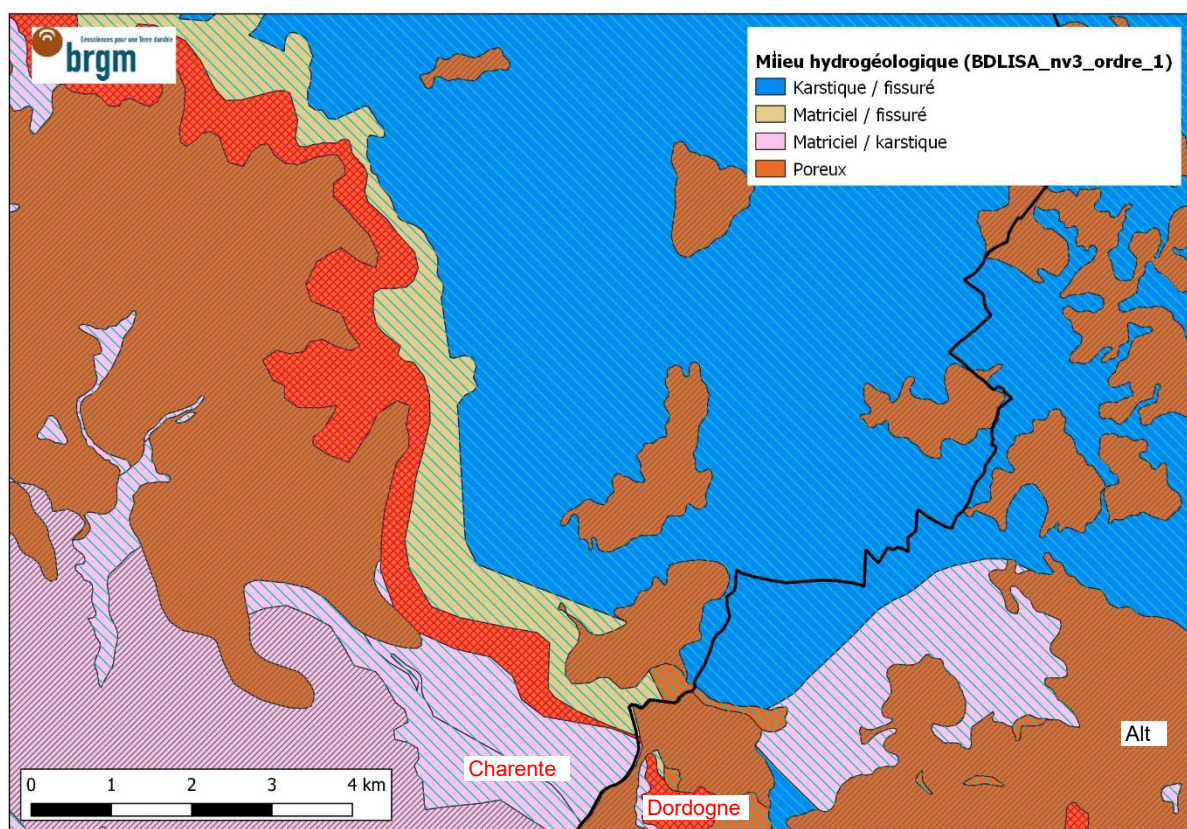 Géosciences pour une Terre durable
brgm
Milieu hydrogéologique (BDLISA_nv3_ordre_1)
Karstique / fissuré
Matriciel / fissuré
Matriciel / karstique
Poreux
Alt
Charente
Dordogne
0 1 2 3 4 km